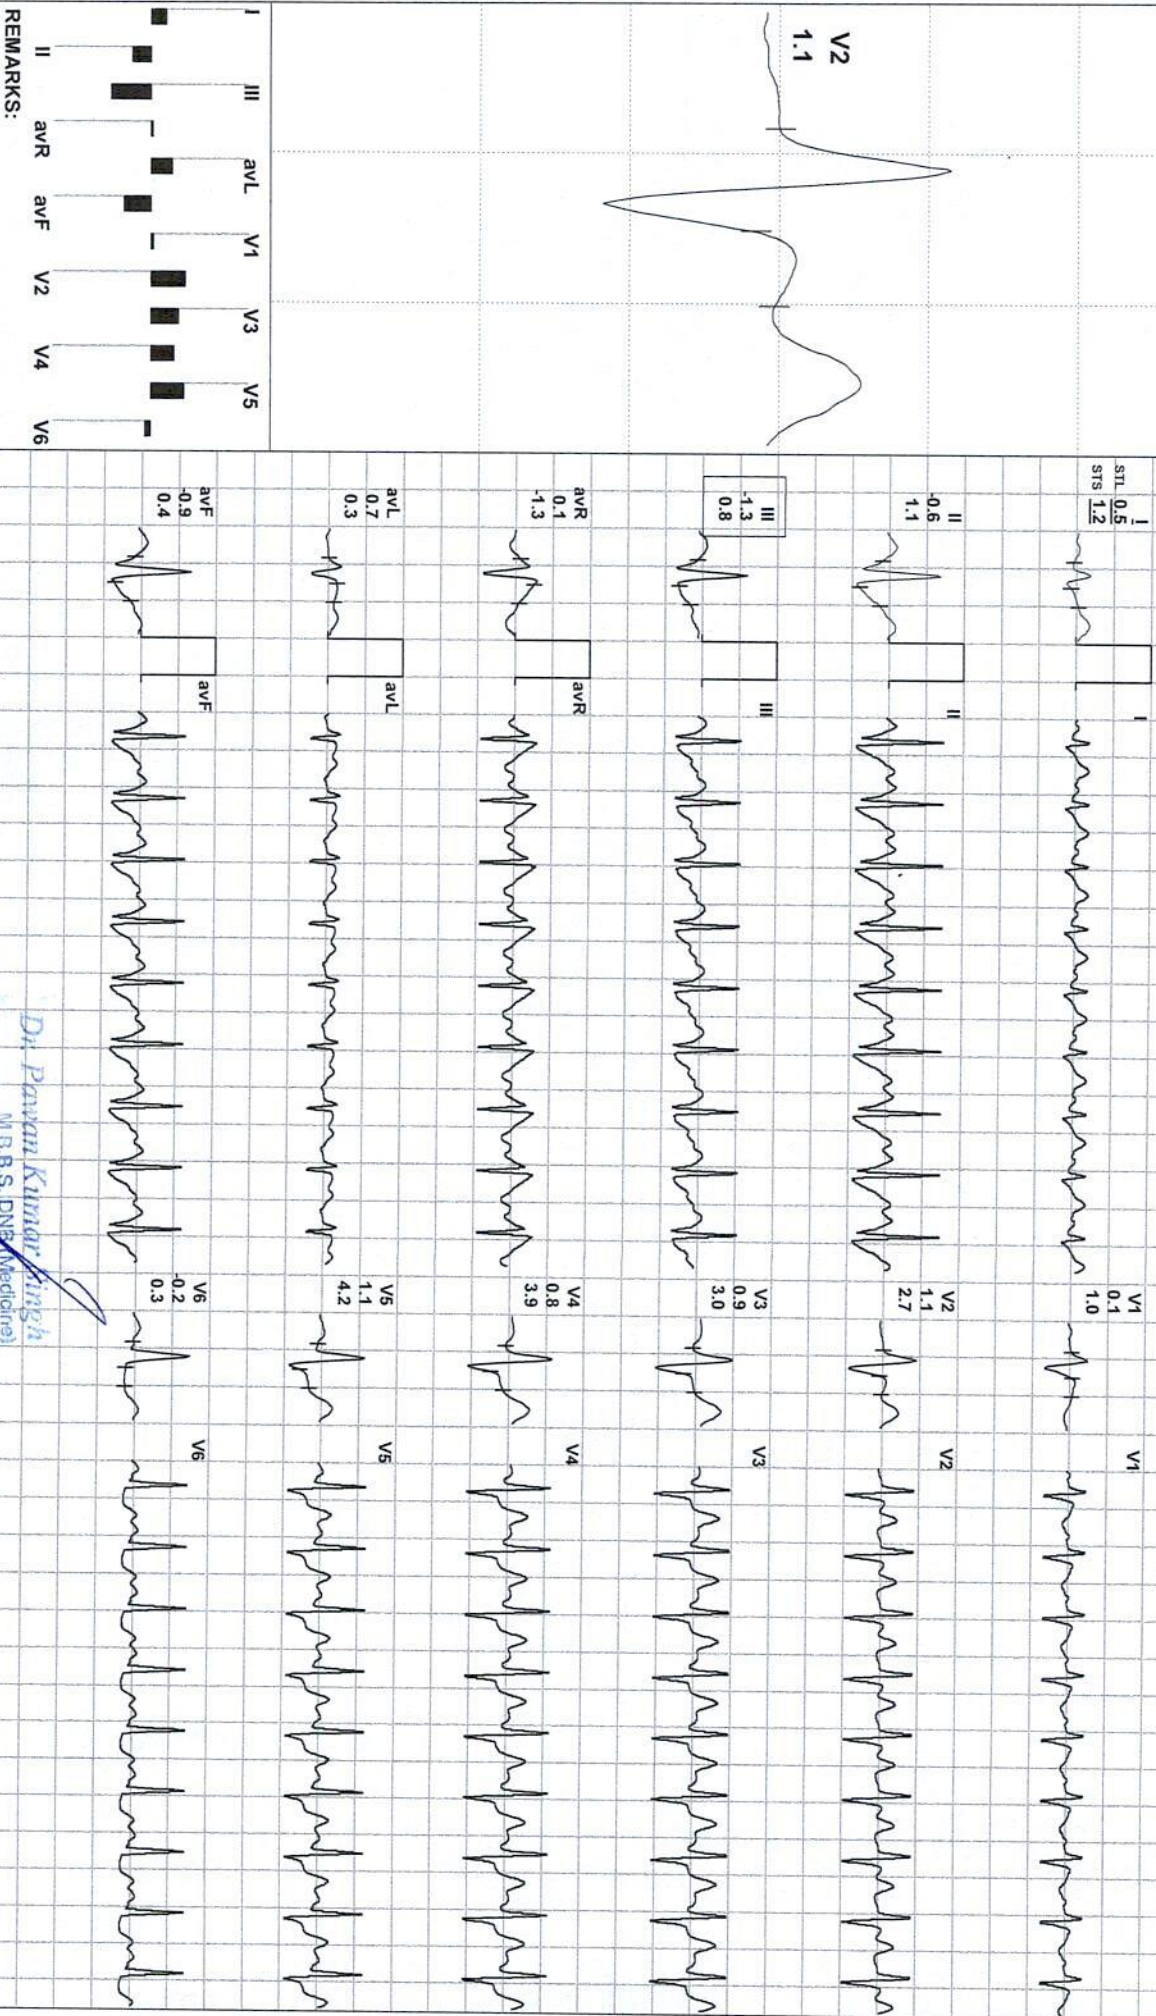 V2
1.1
I
II
III
avR
avL
avF
V1
V2
V3
V4
V5
V6
REMARKS:
I
STL 0.5
STS 1.2
I
II
-0.6
1.1
II
III
-1.3
0.8
III
avR
0.1
-1.3
avR
avL
0.7
0.3
avL
avF
-0.9
0.4
avF
V1
0.1
1.0
V1
V2
1.1
2.7
V2
V3
0.9
3.0
V3
V4
0.8
3.9
V4
V5
1.1
4.2
V5
V6
-0.2
0.3
V6
Dr. Pawan Kumar Singh
M.B.B.S. DNB (Medicine)